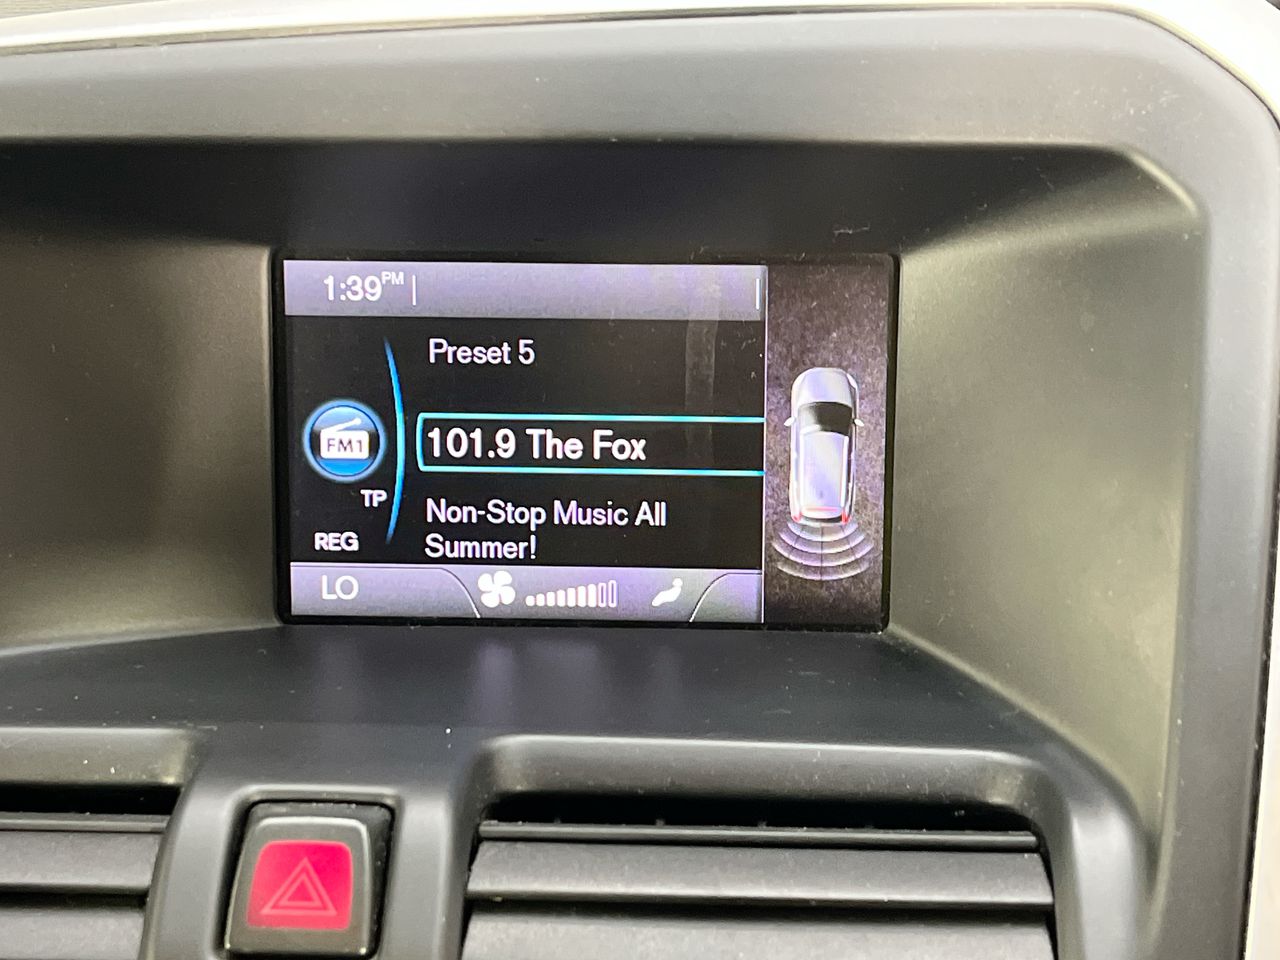 1:39PM
Preset 5
FM1
101.9 The Fox
TP
Non-Stop Music All
Summer!
REG
LO